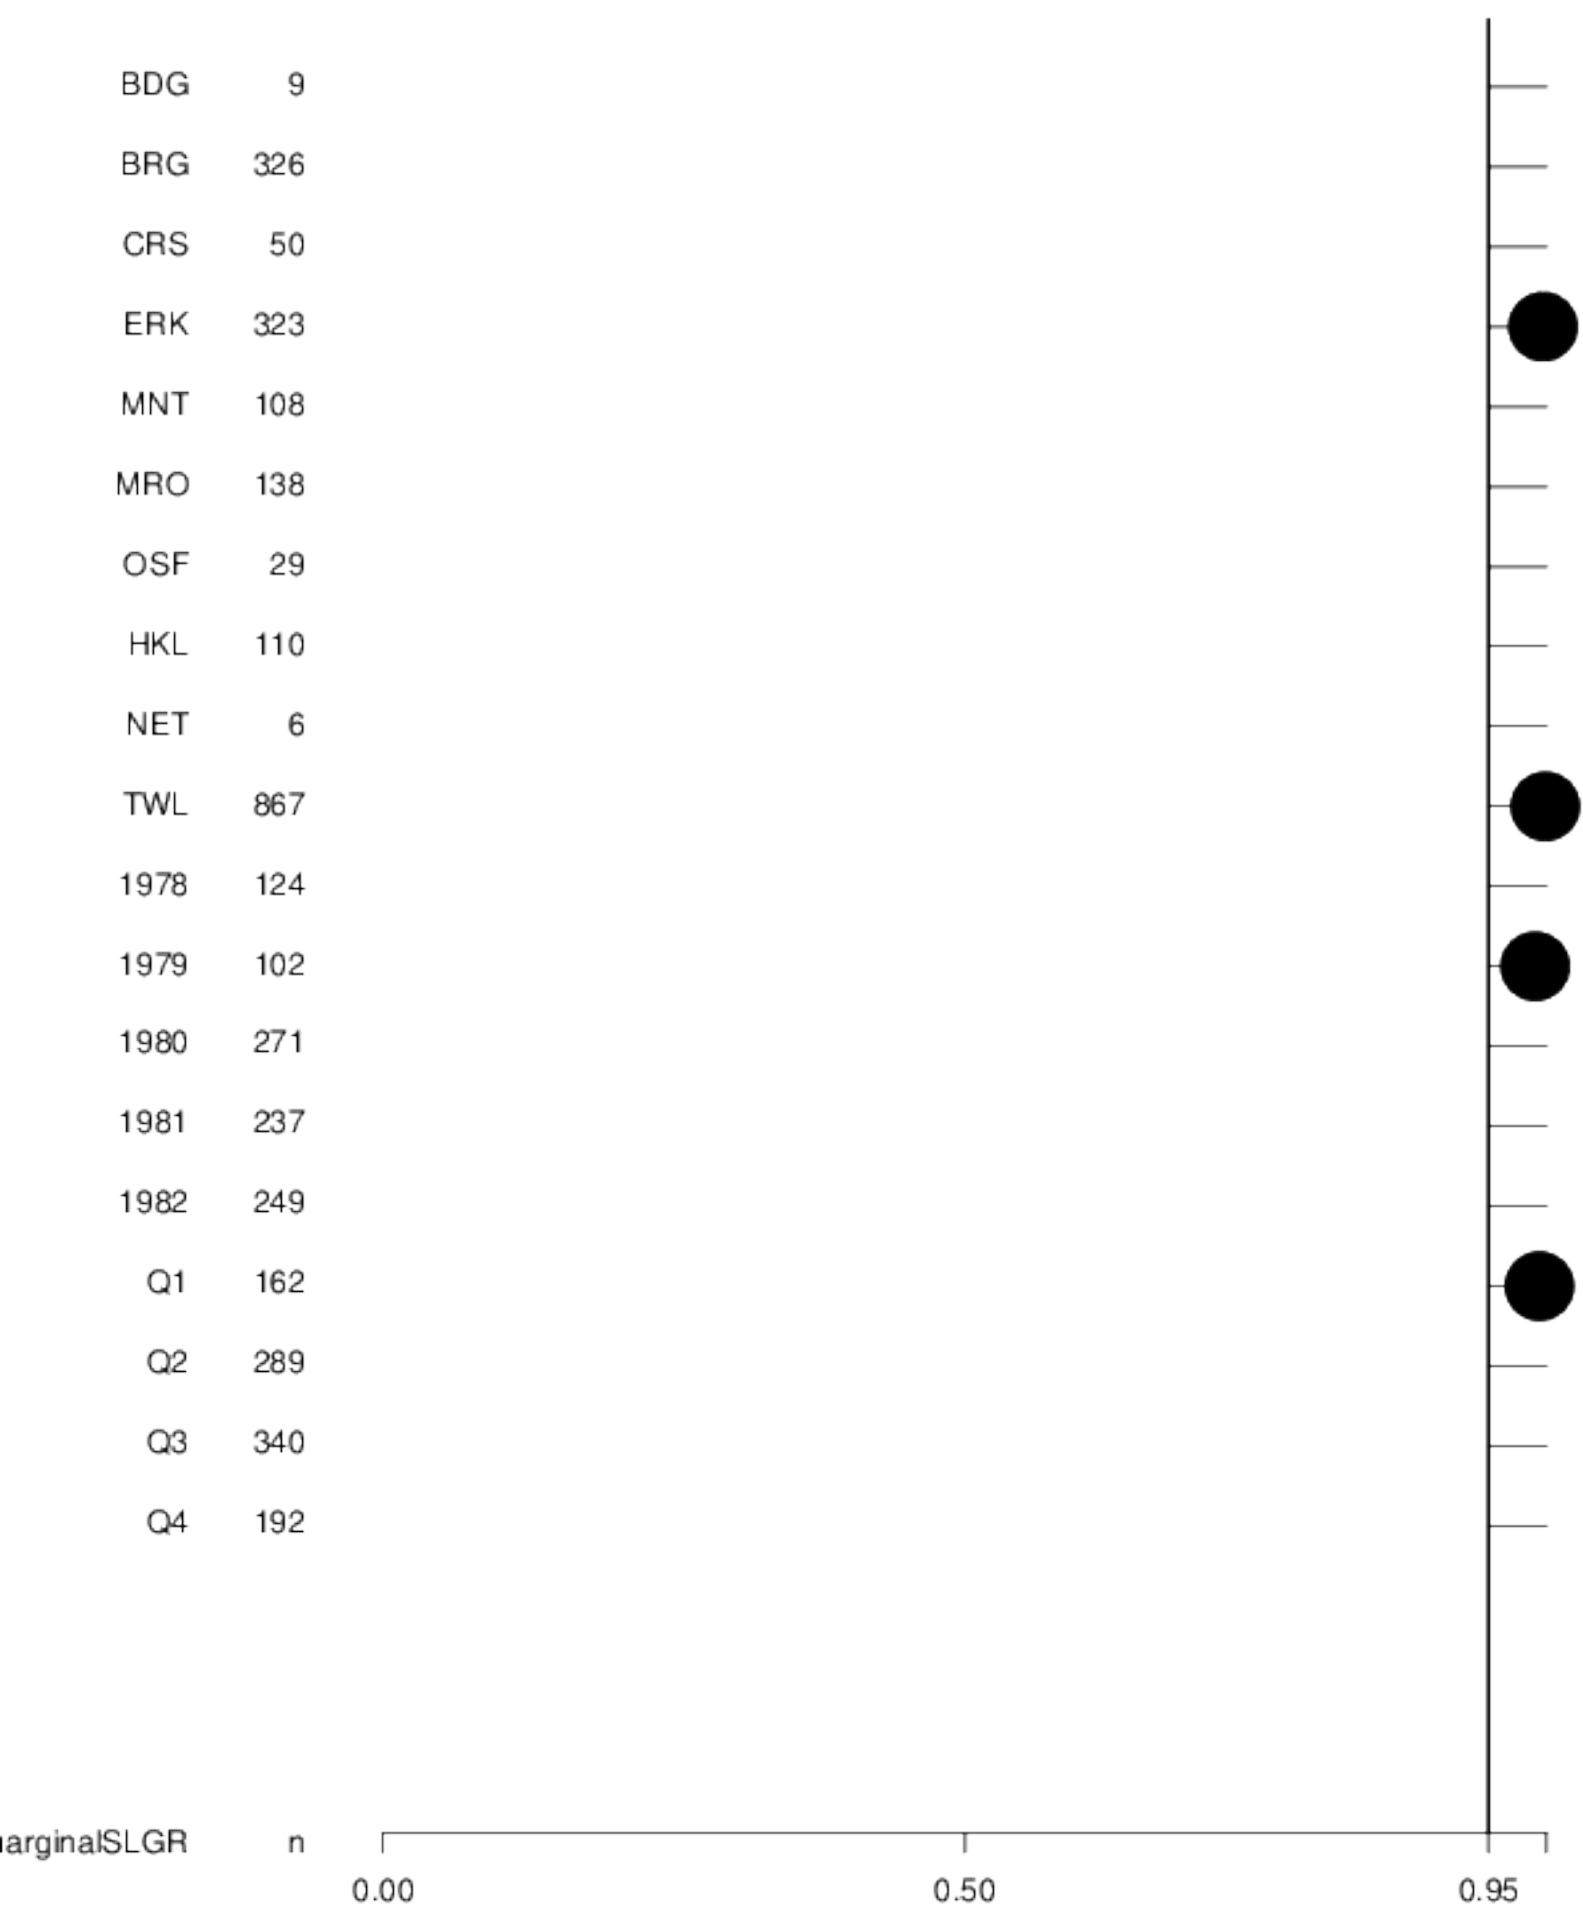 BDG 9
BRG 326
CRS 50
ERK 323
MNT 108
MRO 138
OSF 29
HKL 110
NET 6
TWL 867
1978 124
1979 102
1980 271
1981 237
1982 249
Q1 162
Q2 289
Q3 340
Q4 192
arginalSLGR n
0.00 0.50 0.95